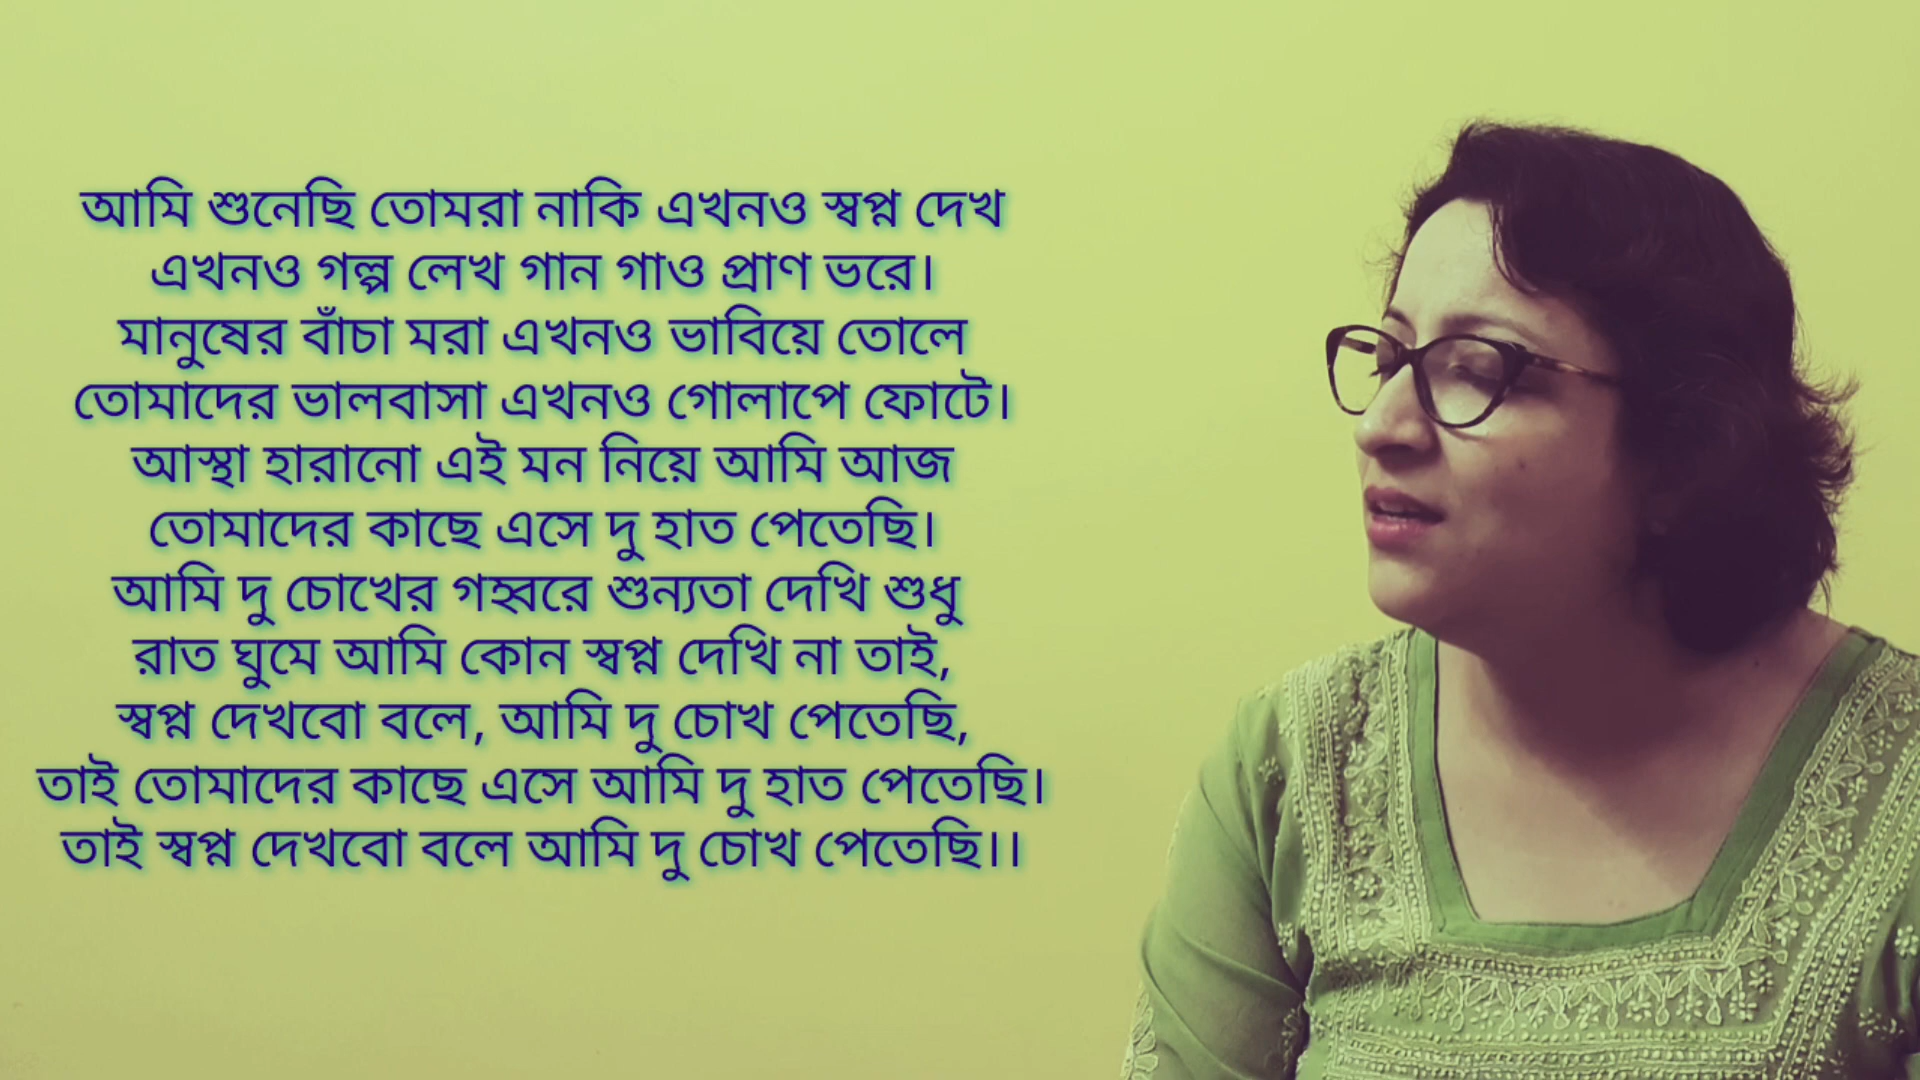 আমি শুনেছি তোমরা নাকি এখনও স্বপ্ন দেখ
এখনও গল্প লেখ গান গাও প্রাণ ভরে।
মানুষের বাঁচা মরা এখনও ভাবিয়ে তোলে
তোমাদের ভালবাসা এখনও গোলাপে ফোটে।
আস্থা হারানো এই মন নিয়ে আমি আজ
তোমাদের কাছে এসে দু হাত পেতেছি।
আমি দু চোখের গহ্বরে শুন্যতা দেখি শুধু
রাত ঘুমে আমি কোন স্বপ্ন দেখি না তাই,
স্বপ্ন দেখবো বলে, আমি দু চোখ পেতেছি,
তাই তোমাদের কাছে এসে আমি দু হাত পেতেছি।
তাই স্বপ্ন দেখবো বলে আমি দু চোখ পেতেছি।।